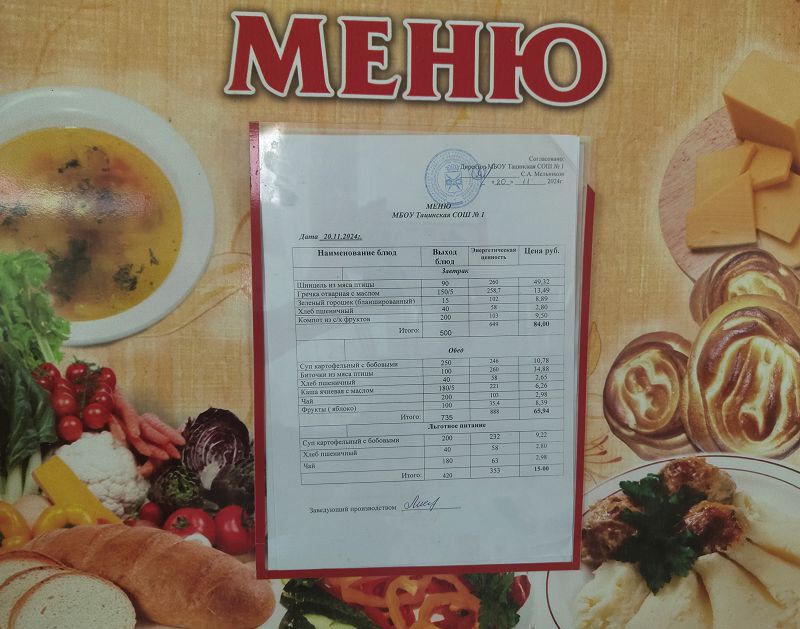 МЕНЮ
Согласовано:
Директор МБОУ Тацинская СОШ № 1
С.А. Мельников
«20» 11 2024г
МЕНЮ
МБОУ Тацинская СОШ № 1
Дата 20.11.2024г.
Наименование блюд Выход блюд Энергетическая ценность Цена руб.
Завтрак
Шницель из мяса птицы 90 260 49,32
Гречка отварная с маслом 150/5 258,7 13,49
Зеленый горошек (бланшированный) 15 102 8,89
Хлеб пшеничный 40 58 2,80
Компот из с/х фруктов 200 103 9,50
Итого: 500 649 84,00
Обед
Суп картофельный с бобовыми 250 246 10,78
Биточки из мяса птицы 100 260 34,88
Хлеб пшеничный 40 58 2,65
Каша ячневая с маслом 180/5 221 6,26
Чай 200 103 2,98
Фрукты ( яблоко) 100 35,4 8,39
Итого: 735 888 65,94
Льготное питание
Суп картофельный с бобовыми 200 232 9,22
Хлеб пшеничный 40 58 2,80
Чай 180 63 2,98
Итого: 420 353 15-00
Заведующий производством